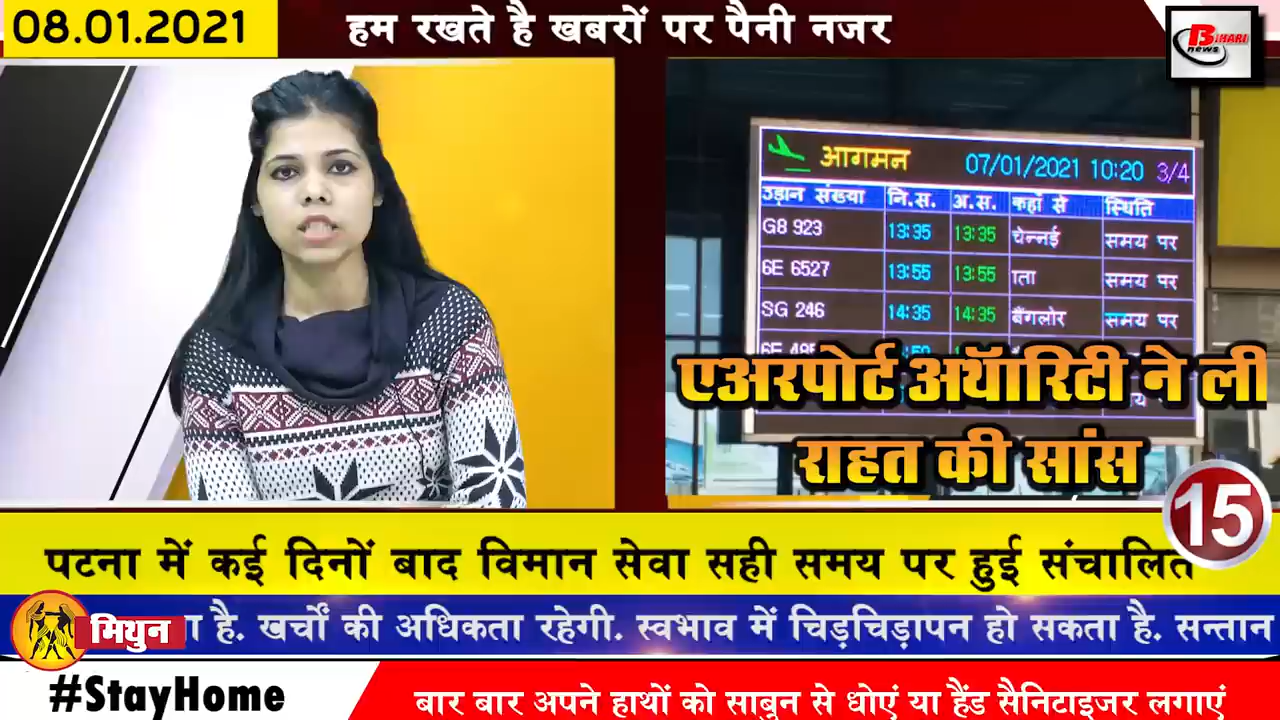 08.01.2021
हम रखते है खबरों पर पैनी नजर
BIHARI
news
आगमन 07/01/2021 10:20 3/4
उड़ान संख्या नि.स. अ.स. कहाँ से स्थिति
G8 923 13:35 13:35 चेन्नई समय पर
6E 6527 13:55 13:55 समय पर
SG 246 14:35 14:35 बैंगलोर समय पर
एअरपोर्ट अथॅारिटी ने ली
राहत की सांस
15
पटना में कई दिनों बाद विमान सेवा सही समय पर हुई संचालित
मिथुन है. खर्चों की अधिकता रहेगी. स्वभाव में चिड़चिड़ापन हो सकता है. सन्तान
#StayHome
बार बार अपने हाथों को साबुन से धोएं या हैंड सैनिटाइजर लगाएं